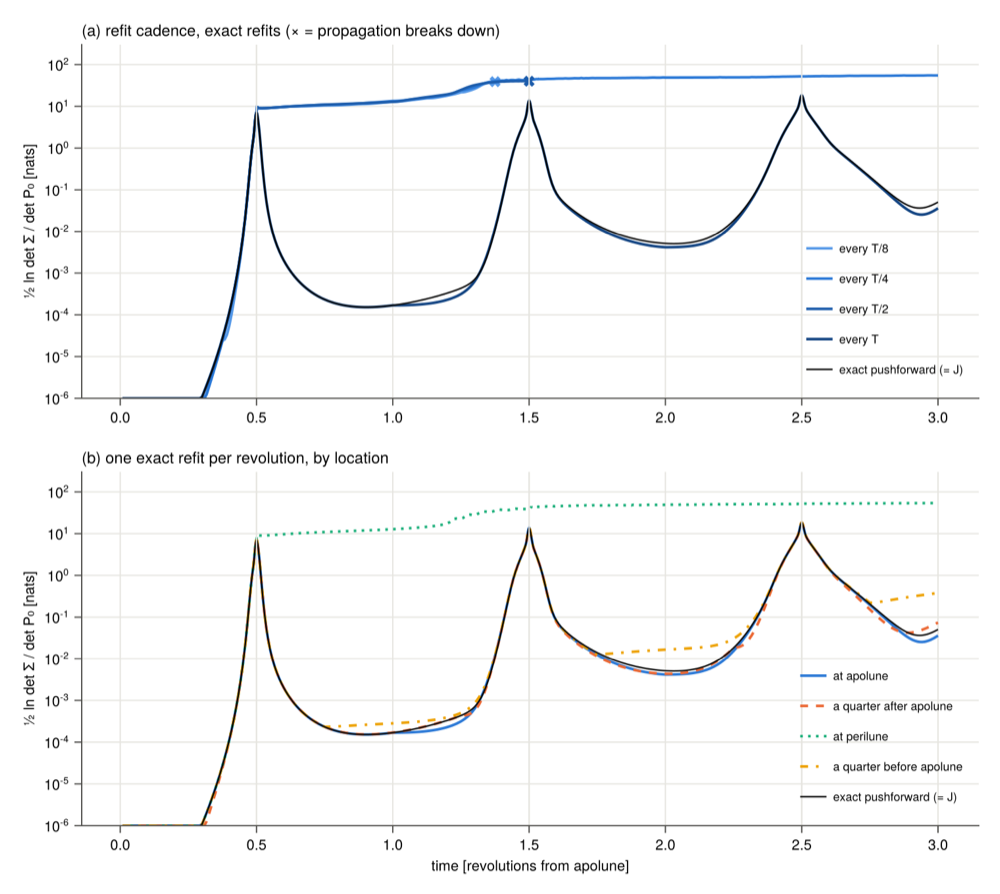 (a) refit cadence, exact refits (× = propagation breaks down)
10²
10¹
10⁰
10⁻¹
10⁻²
10⁻³
10⁻⁴
10⁻⁵
10⁻⁶
½ ln det Σ / det P₀ [nats]
every T/8
every T/4
every T/2
every T
exact pushforward (= J)
0.0 0.5 1.0 1.5 2.0 2.5 3.0
(b) one exact refit per revolution, by location
10²
10¹
10⁰
10⁻¹
10⁻²
10⁻³
10⁻⁴
10⁻⁵
10⁻⁶
½ ln det Σ / det P₀ [nats]
at apolune
a quarter after apolune
at perilune
a quarter before apolune
exact pushforward (= J)
0.0 0.5 1.0 1.5 2.0 2.5 3.0
time [revolutions from apolune]